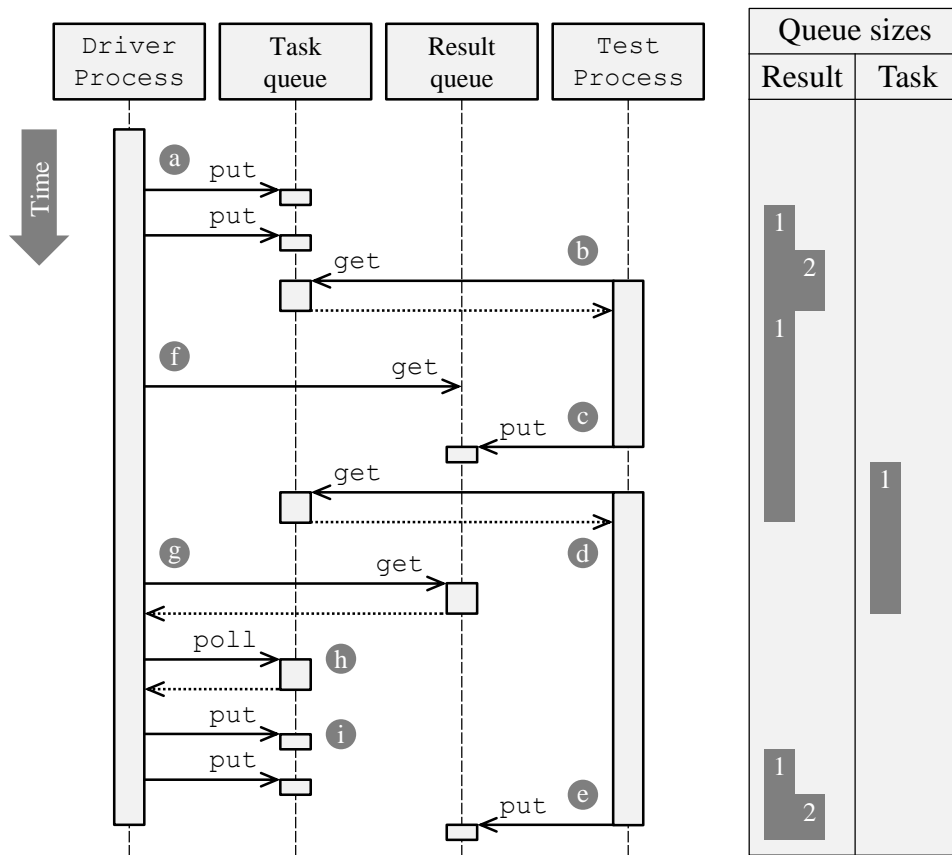 Driver
Process
Task
queue
Result
queue
Test
Process
Queue sizes
Result Task
Time
a
put
put
1
b
get
2
1
f
get
c
put
1
get
g
get
d
poll
h
put
i
1
put
e
put
2